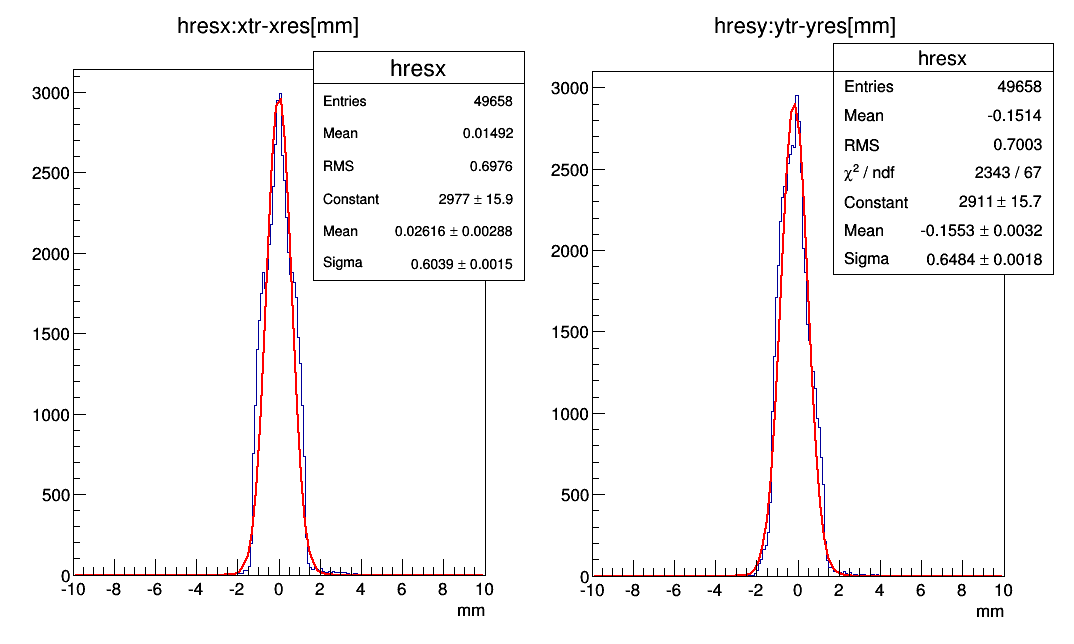 hresx:xtr-xres[mm]
hresx
Entries 49658
Mean 0.01492
RMS 0.6976
Constant 2977 ± 15.9
Mean 0.02616 ± 0.00288
Sigma 0.6039 ± 0.0015
3000
2500
2000
1500
1000
500
0
-10 -8 -6 -4 -2 0 2 4 6 8 10
mm
hresy:ytr-yres[mm]
hresx
Entries 49658
Mean -0.1514
RMS 0.7003
χ² / ndf 2343 / 67
Constant 2911 ± 15.7
Mean -0.1553 ± 0.0032
Sigma 0.6484 ± 0.0018
3000
2500
2000
1500
1000
500
0
-10 -8 -6 -4 -2 0 2 4 6 8 10
mm